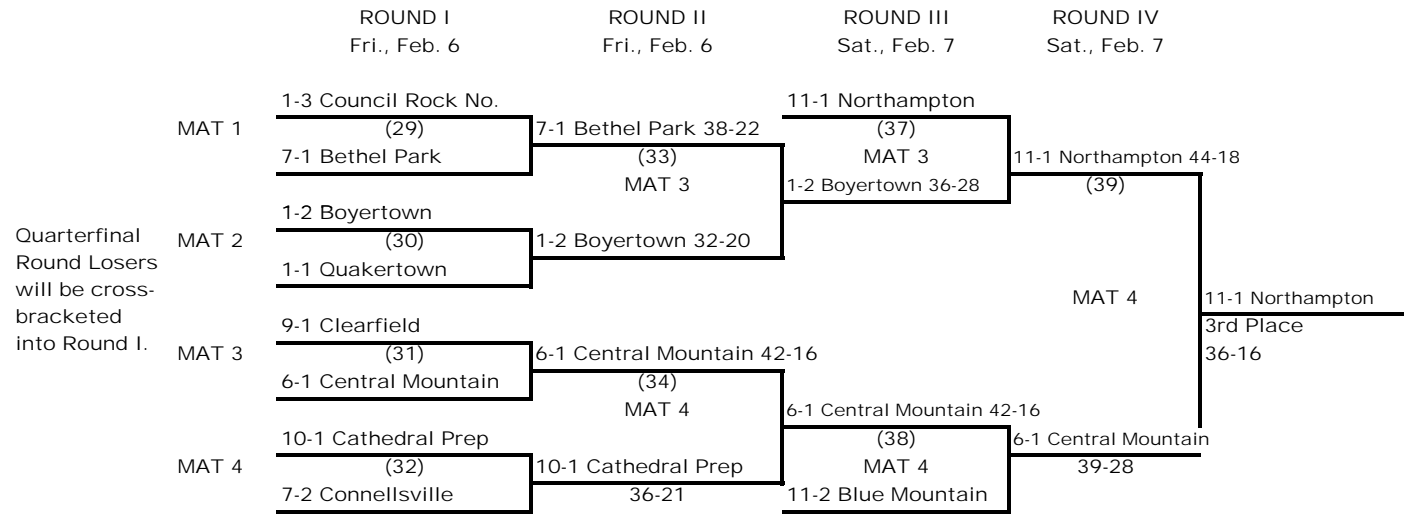 ROUND I
Fri., Feb. 6
ROUND II
Fri., Feb. 6
ROUND III
Sat., Feb. 7
ROUND IV
Sat., Feb. 7
Quarterfinal
Round Losers
will be cross-
bracketed
into Round I.
MAT 1
1-3 Council Rock No.
(29)
7-1 Bethel Park
MAT 2
1-2 Boyertown
(30)
1-1 Quakertown
MAT 3
9-1 Clearfield
(31)
6-1 Central Mountain
MAT 4
10-1 Cathedral Prep
(32)
7-2 Connellsville
7-1 Bethel Park 38-22
(33)
MAT 3
1-2 Boyertown 32-20
6-1 Central Mountain 42-16
(34)
MAT 4
10-1 Cathedral Prep
36-21
11-1 Northampton
(37)
MAT 3
1-2 Boyertown 36-28
6-1 Central Mountain 42-16
(38)
MAT 4
11-2 Blue Mountain
11-1 Northampton 44-18
(39)
MAT 4
6-1 Central Mountain
39-28
11-1 Northampton
3rd Place
36-16